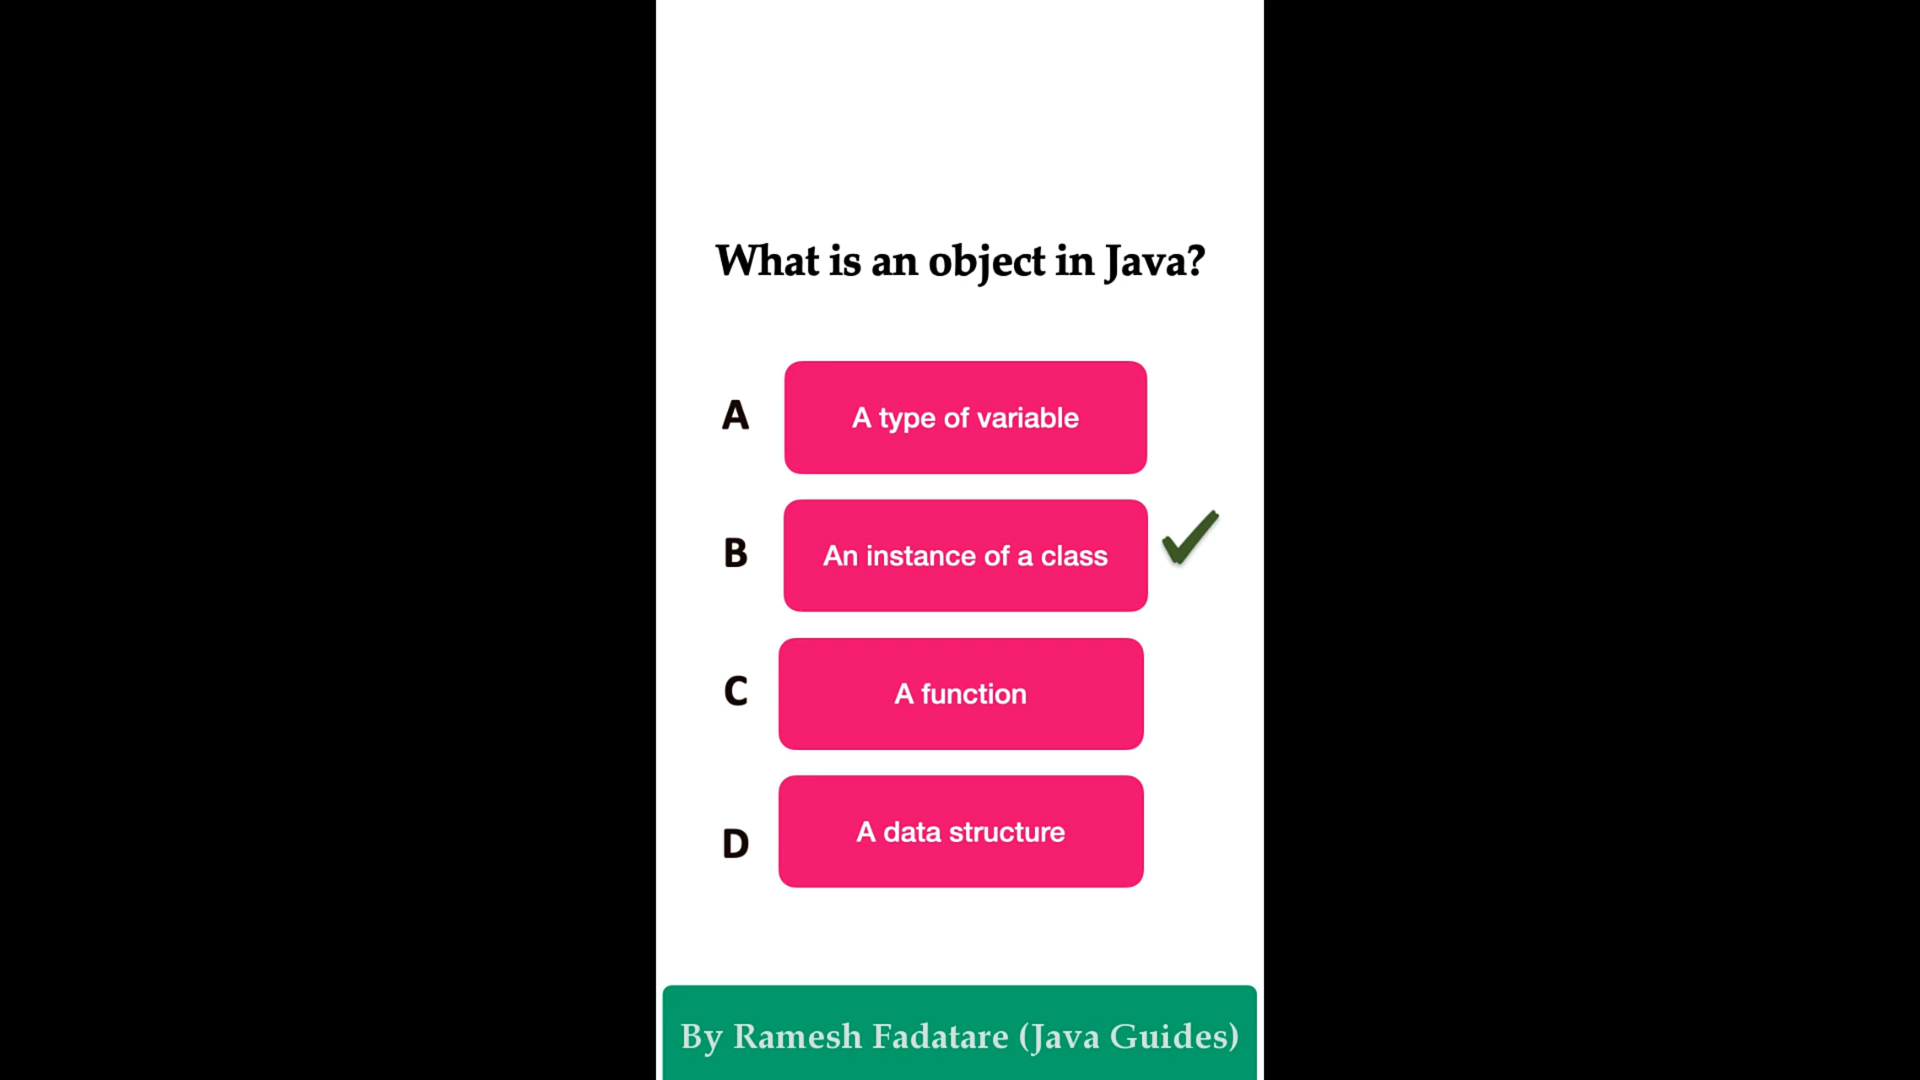 What is an object in Java?
A
A type of variable
B
An instance of a class
C
A function
D
A data structure
By Ramesh Fadatare (Java Guides)